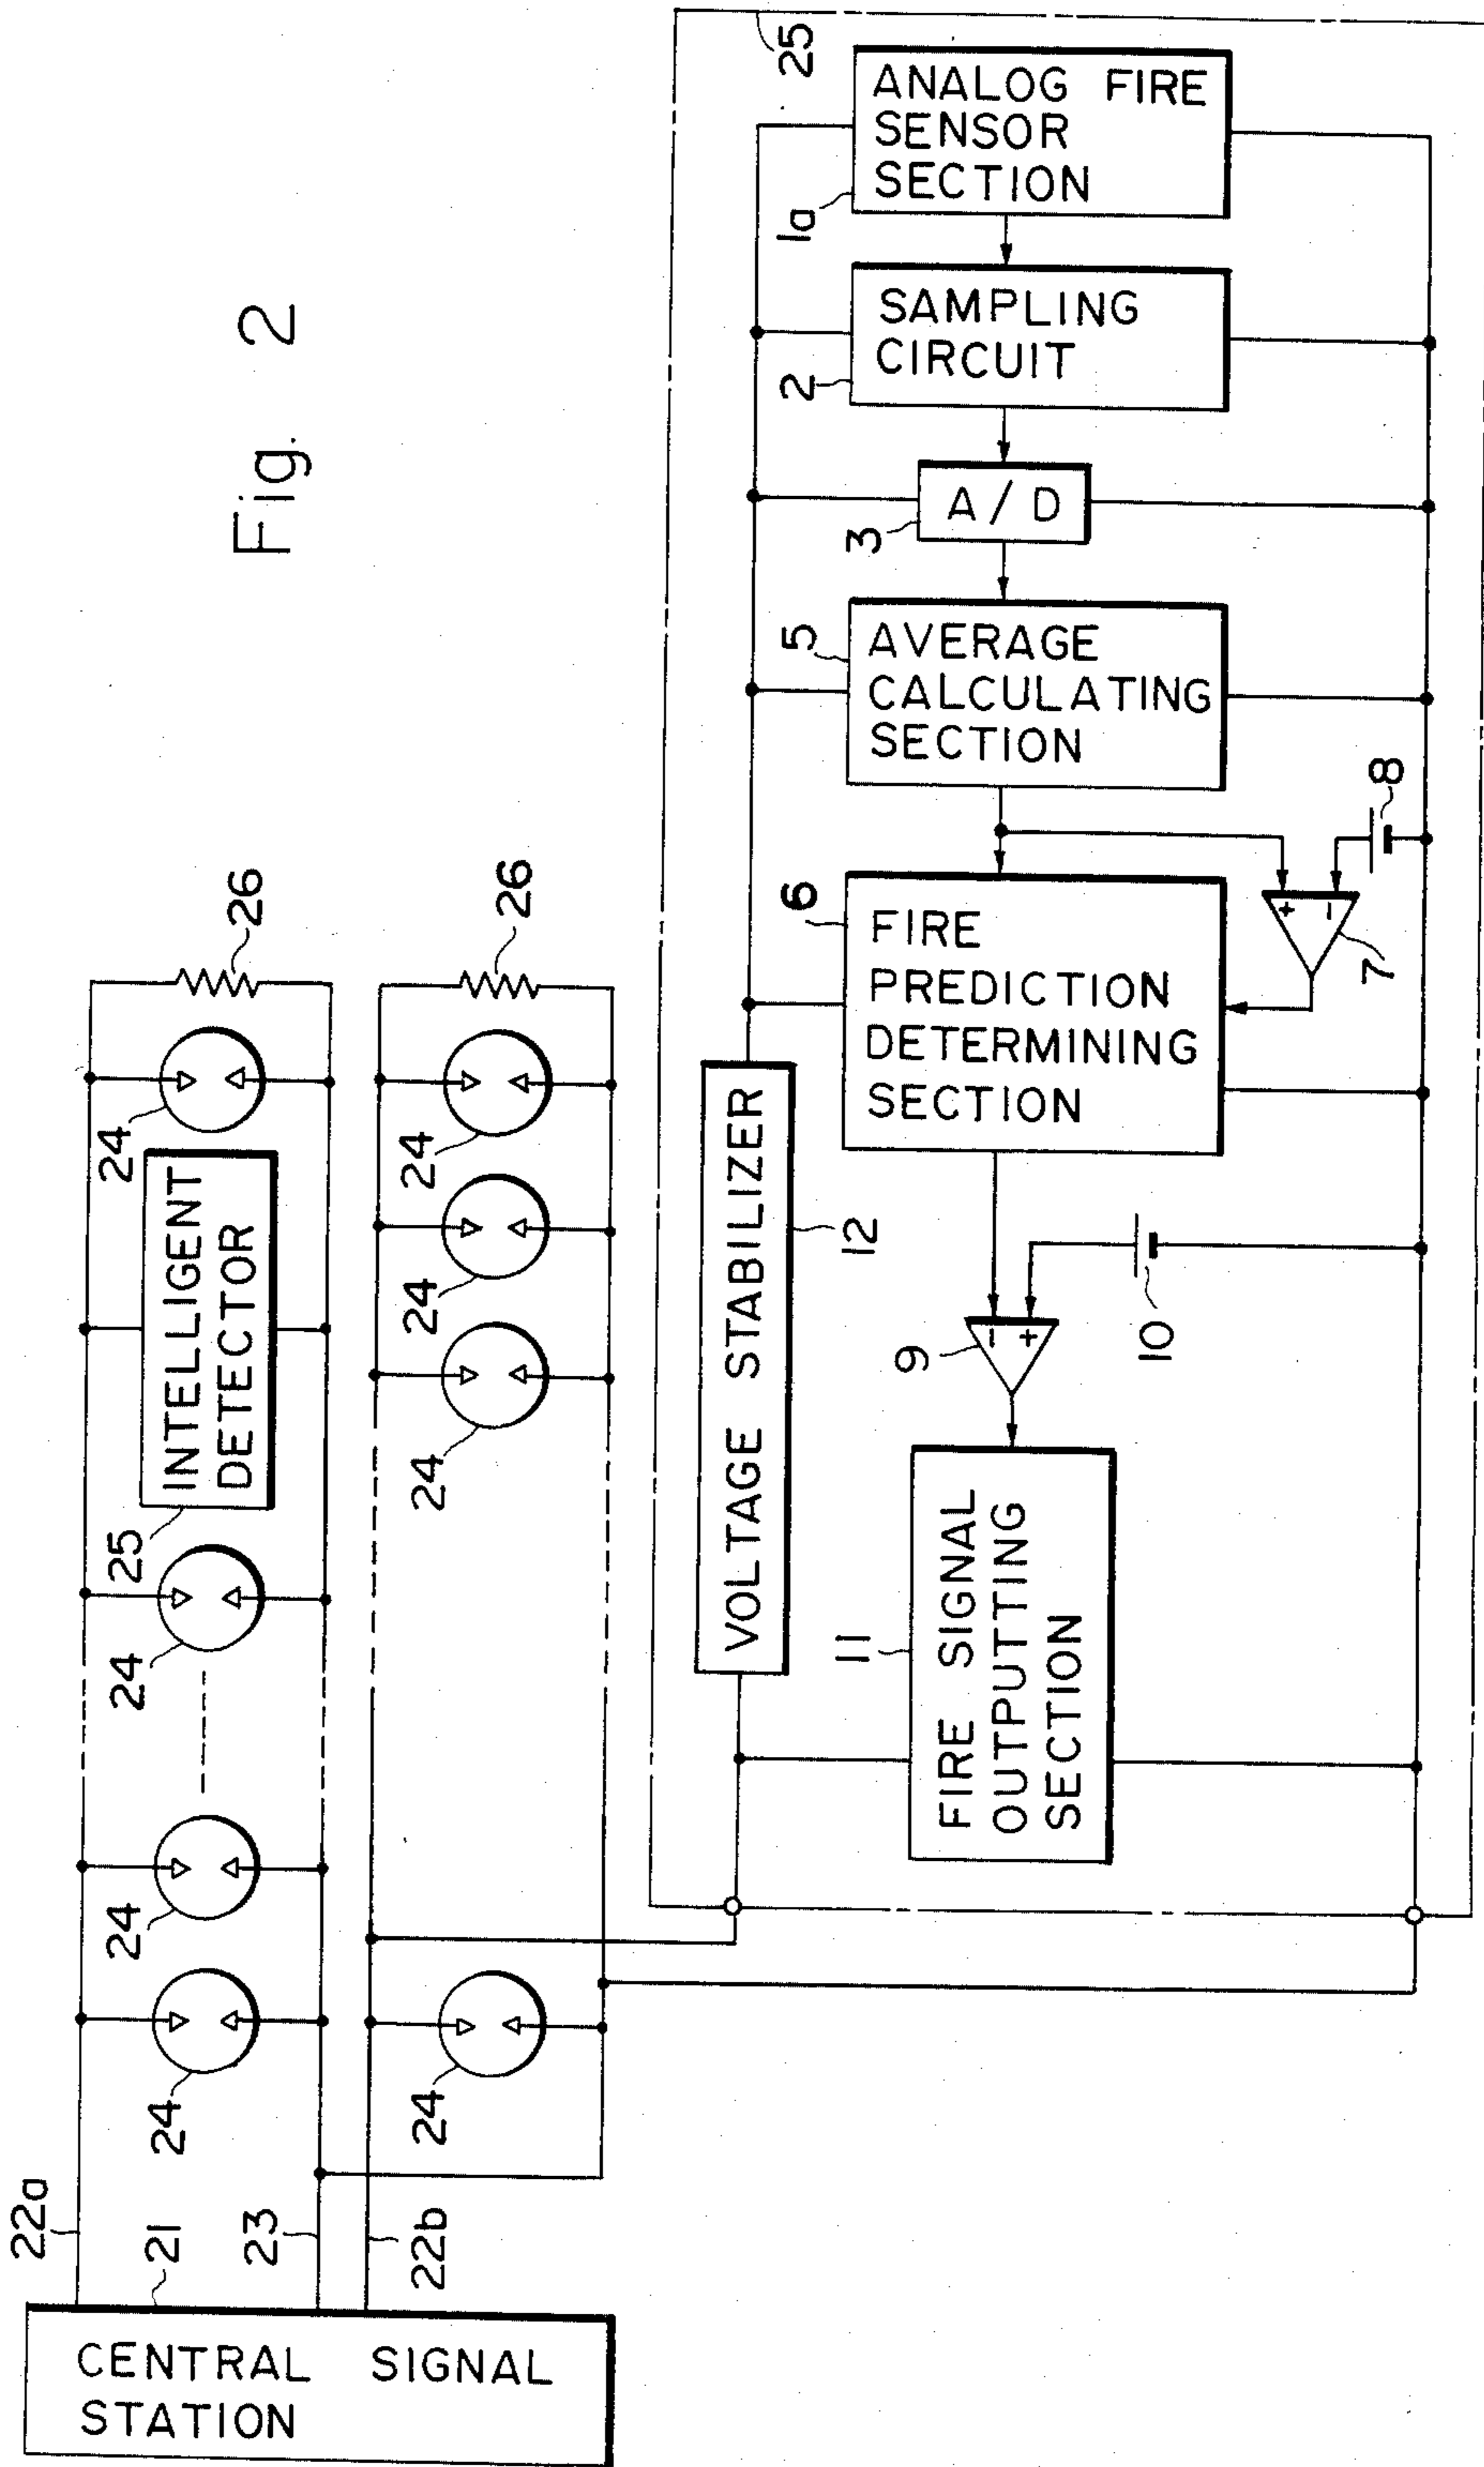 Fig. 2
22a
21
23
22b
CENTRAL SIGNAL
STATION
24
24
24
25
INTELLIGENT
DETECTOR
24
26
24
24
24
24
26
25
VOLTAGE STABILIZER
12
11
FIRE SIGNAL
OUTPUTTING
SECTION
9
-
+
10
6
FIRE
PREDICTION
DETERMINING
SECTION
+
-
7
8
5
AVERAGE
CALCULATING
SECTION
3
A/D
2
SAMPLING
CIRCUIT
1a
ANALOG FIRE
SENSOR
SECTION